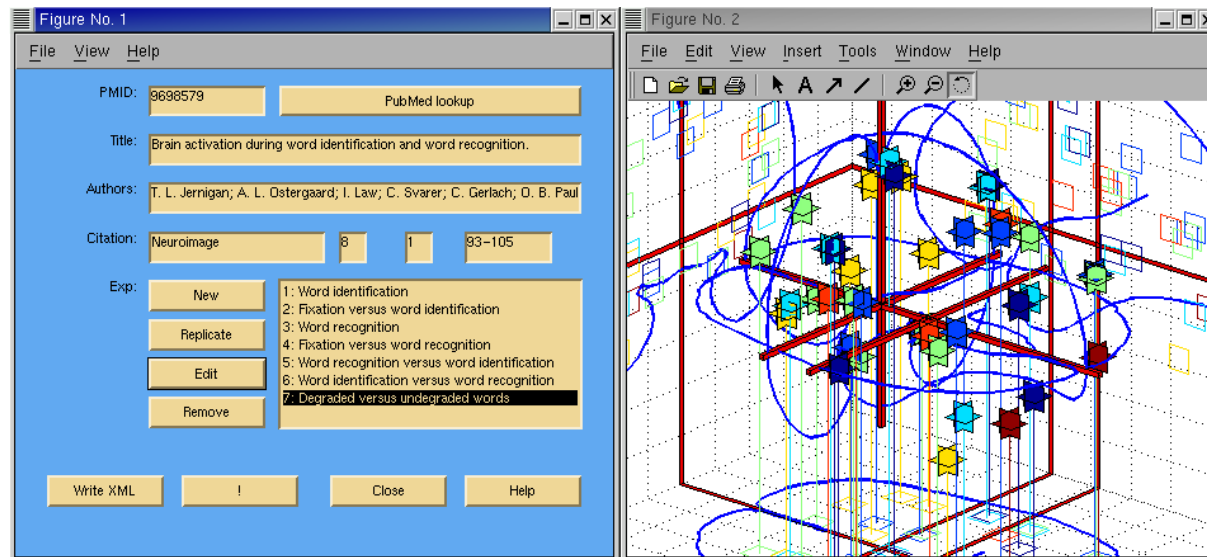 Figure No. 1
File View Help
PMID: 9698579 PubMed lookup
Title: Brain activation during word identification and word recognition.
Authors: T. L. Jernigan; A. L. Ostergaard; I. Law; C. Svarer; C. Gerlach; O. B. Paul
Citation: Neuroimage 8 1 93-105
Exp:
New
Replicate
Edit
Remove
1: Word identification
2: Fixation versus word identification
3: Word recognition
4: Fixation versus word recognition
5: Word recognition versus word identification
6: Word identification versus word recognition
7: Degraded versus undegraded words
Write XML ! Close Help
Figure No. 2
File Edit View Insert Tools Window Help
A